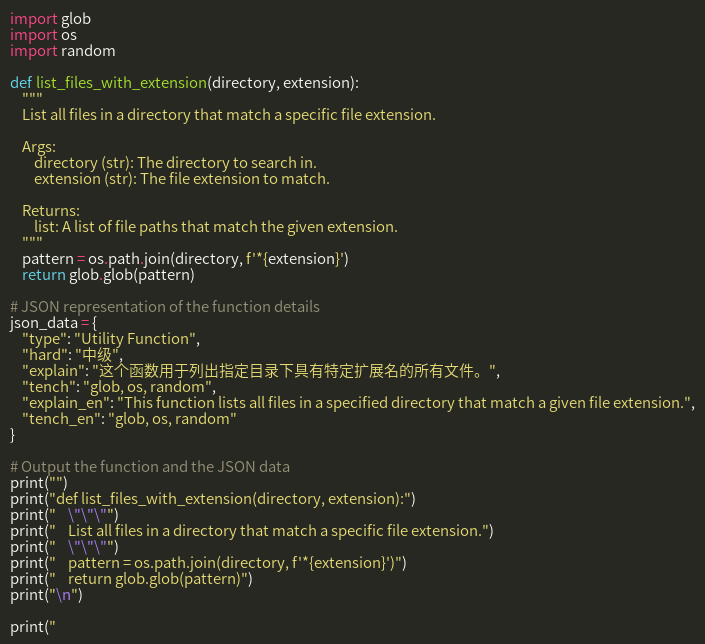 import glob
import os
import random

def list_files_with_extension(directory, extension):
    """
    List all files in a directory that match a specific file extension.

    Args:
        directory (str): The directory to search in.
        extension (str): The file extension to match.

    Returns:
        list: A list of file paths that match the given extension.
    """
    pattern = os.path.join(directory, f'*{extension}')
    return glob.glob(pattern)

# JSON representation of the function details
json_data = {
    "type": "Utility Function",
    "hard": "中级",
    "explain": "这个函数用于列出指定目录下具有特定扩展名的所有文件。",
    "tench": "glob, os, random",
    "explain_en": "This function lists all files in a specified directory that match a given file extension.",
    "tench_en": "glob, os, random"
}

# Output the function and the JSON data
print("")
print("def list_files_with_extension(directory, extension):")
print("    \"\"\"")
print("    List all files in a directory that match a specific file extension.")
print("    \"\"\"")
print("    pattern = os.path.join(directory, f'*{extension}')")
print("    return glob.glob(pattern)")
print("\n")

print("